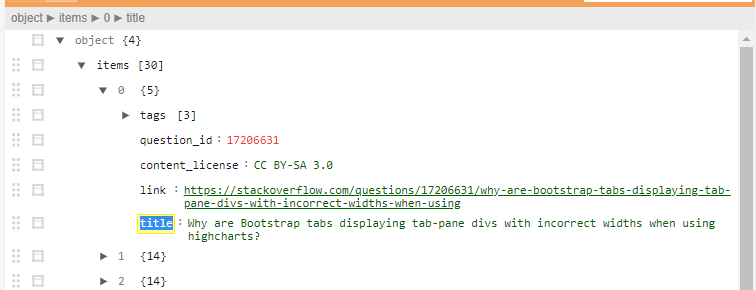 object ▶ items ▶ 0 ▶ title
object {4}
items [30]
0 {5}
tags [3]
question_id : 17206631
content_license : CC BY-SA 3.0
link : https://stackoverflow.com/questions/17206631/why-are-bootstrap-tabs-displaying-tab-
pane-divs-with-incorrect-widths-when-using
title : Why are Bootstrap tabs displaying tab-pane divs with incorrect widths when using
highcharts?
1 {14}
2 {14}